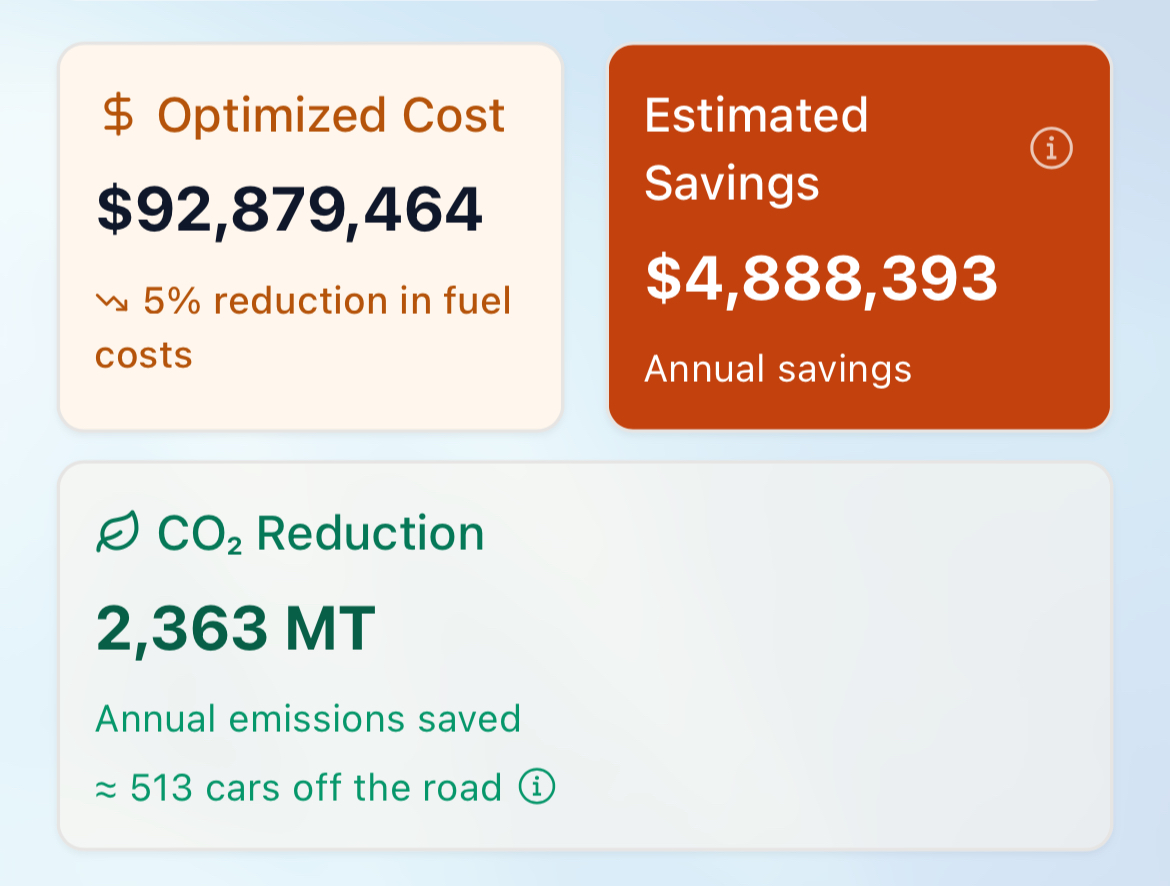 $ Optimized Cost
$92,879,464
5% reduction in fuel
costs
Estimated
Savings
$4,888,393
Annual savings
CO₂ Reduction
2,363 MT
Annual emissions saved
≈ 513 cars off the road